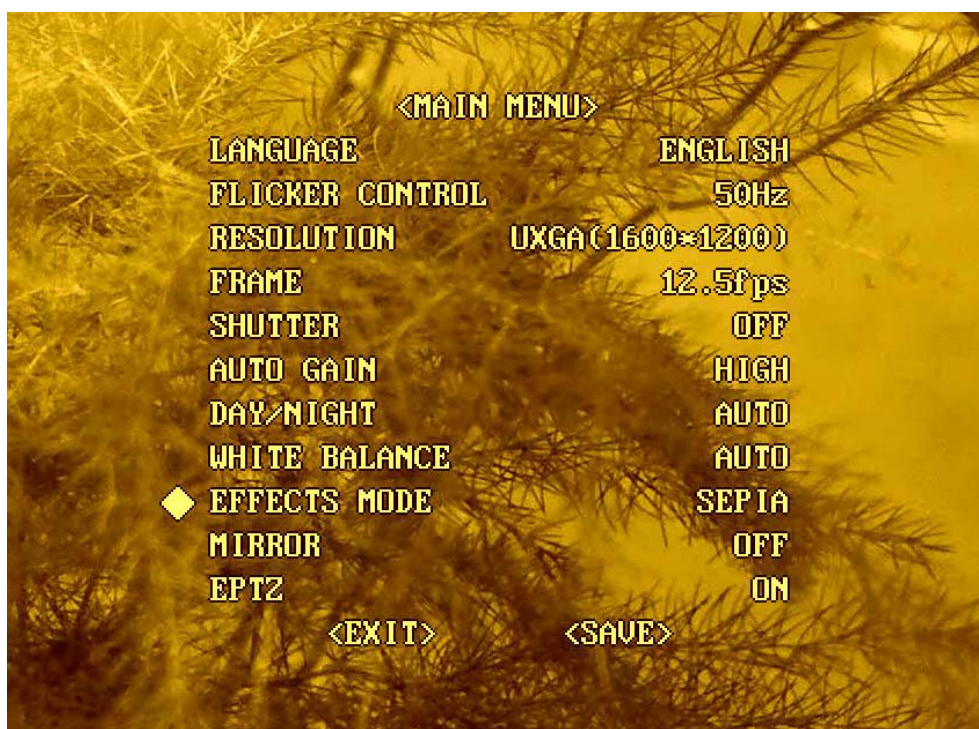 <MAIN MENU>
LANGUAGE ENGLISH
FLICKER CONTROL 50Hz
RESOLUTION UXGA(1600×1200)
FRAME 12.5fps
SHUTTER OFF
AUTO GAIN HIGH
DAY/NIGHT AUTO
WHITE BALANCE AUTO
EFFECTS MODE SEPIA
MIRROR OFF
EPTZ ON
<EXIT> <SAVE>